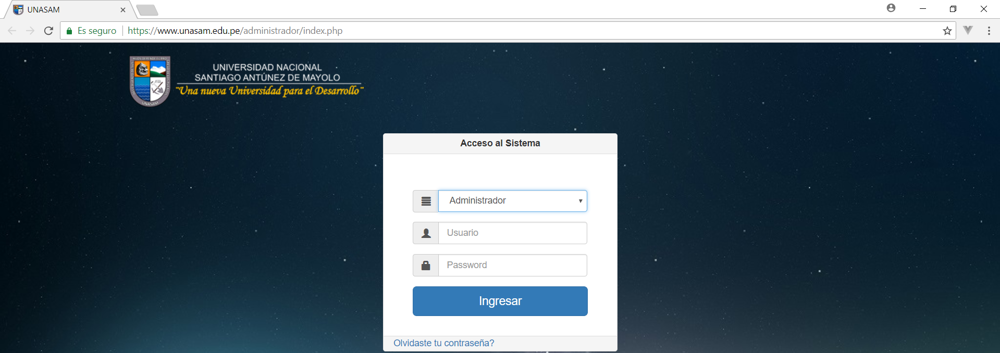 UNASAM
Es seguro
https://www.unasam.edu.pe/administrador/index.php
UNIVERSIDAD NACIONAL
SANTIAGO ANTÚNEZ DE MAYOLO
"Una nueva Universidad para el Desarrollo"
UNASAM
Acceso al Sistema
Administrador
Usuario
Password
Ingresar
Olvidaste tu contraseña?